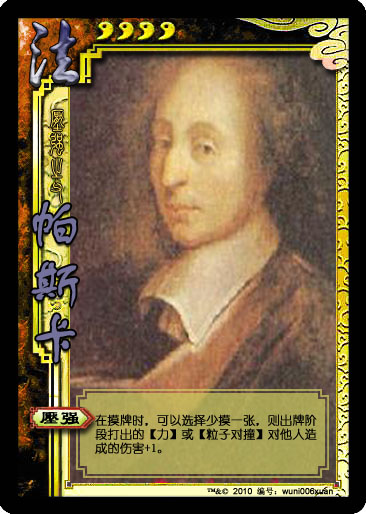 法
帕斯卡
壓强
在摸牌时，可以选择少摸一张，则出牌阶
段打出的【力】或【粒子对撞】对他人造
成的伤害+1。
™&© 2010 编号：wuni006xuan